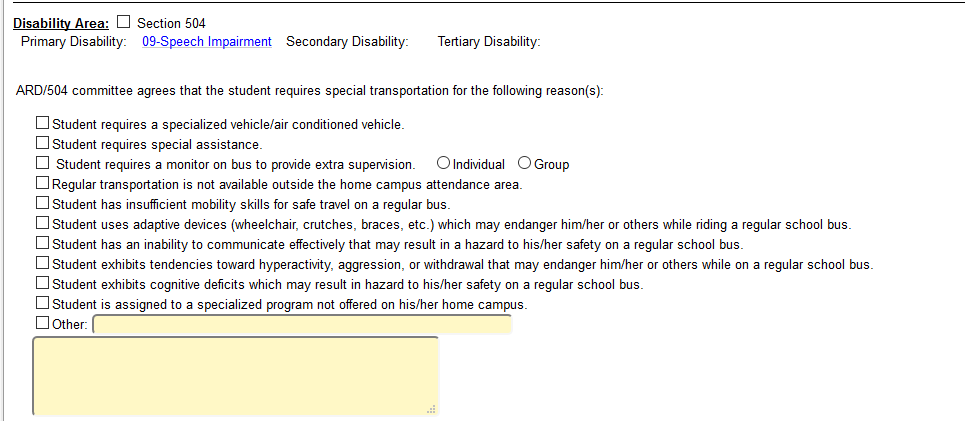 Disability Area: Section 504
Primary Disability: 09-Speech Impairment Secondary Disability: Tertiary Disability:
ARD/504 committee agrees that the student requires special transportation for the following reason(s):
Student requires a specialized vehicle/air conditioned vehicle.
Student requires special assistance.
Student requires a monitor on bus to provide extra supervision. Individual Group
Regular transportation is not available outside the home campus attendance area.
Student has insufficient mobility skills for safe travel on a regular bus.
Student uses adaptive devices (wheelchair, crutches, braces, etc.) which may endanger him/her or others while riding a regular school bus.
Student has an inability to communicate effectively that may result in a hazard to his/her safety on a regular school bus.
Student exhibits tendencies toward hyperactivity, aggression, or withdrawal that may endanger him/her or others while on a regular school bus.
Student exhibits cognitive deficits which may result in hazard to his/her safety on a regular school bus.
Student is assigned to a specialized program not offered on his/her home campus.
Other: